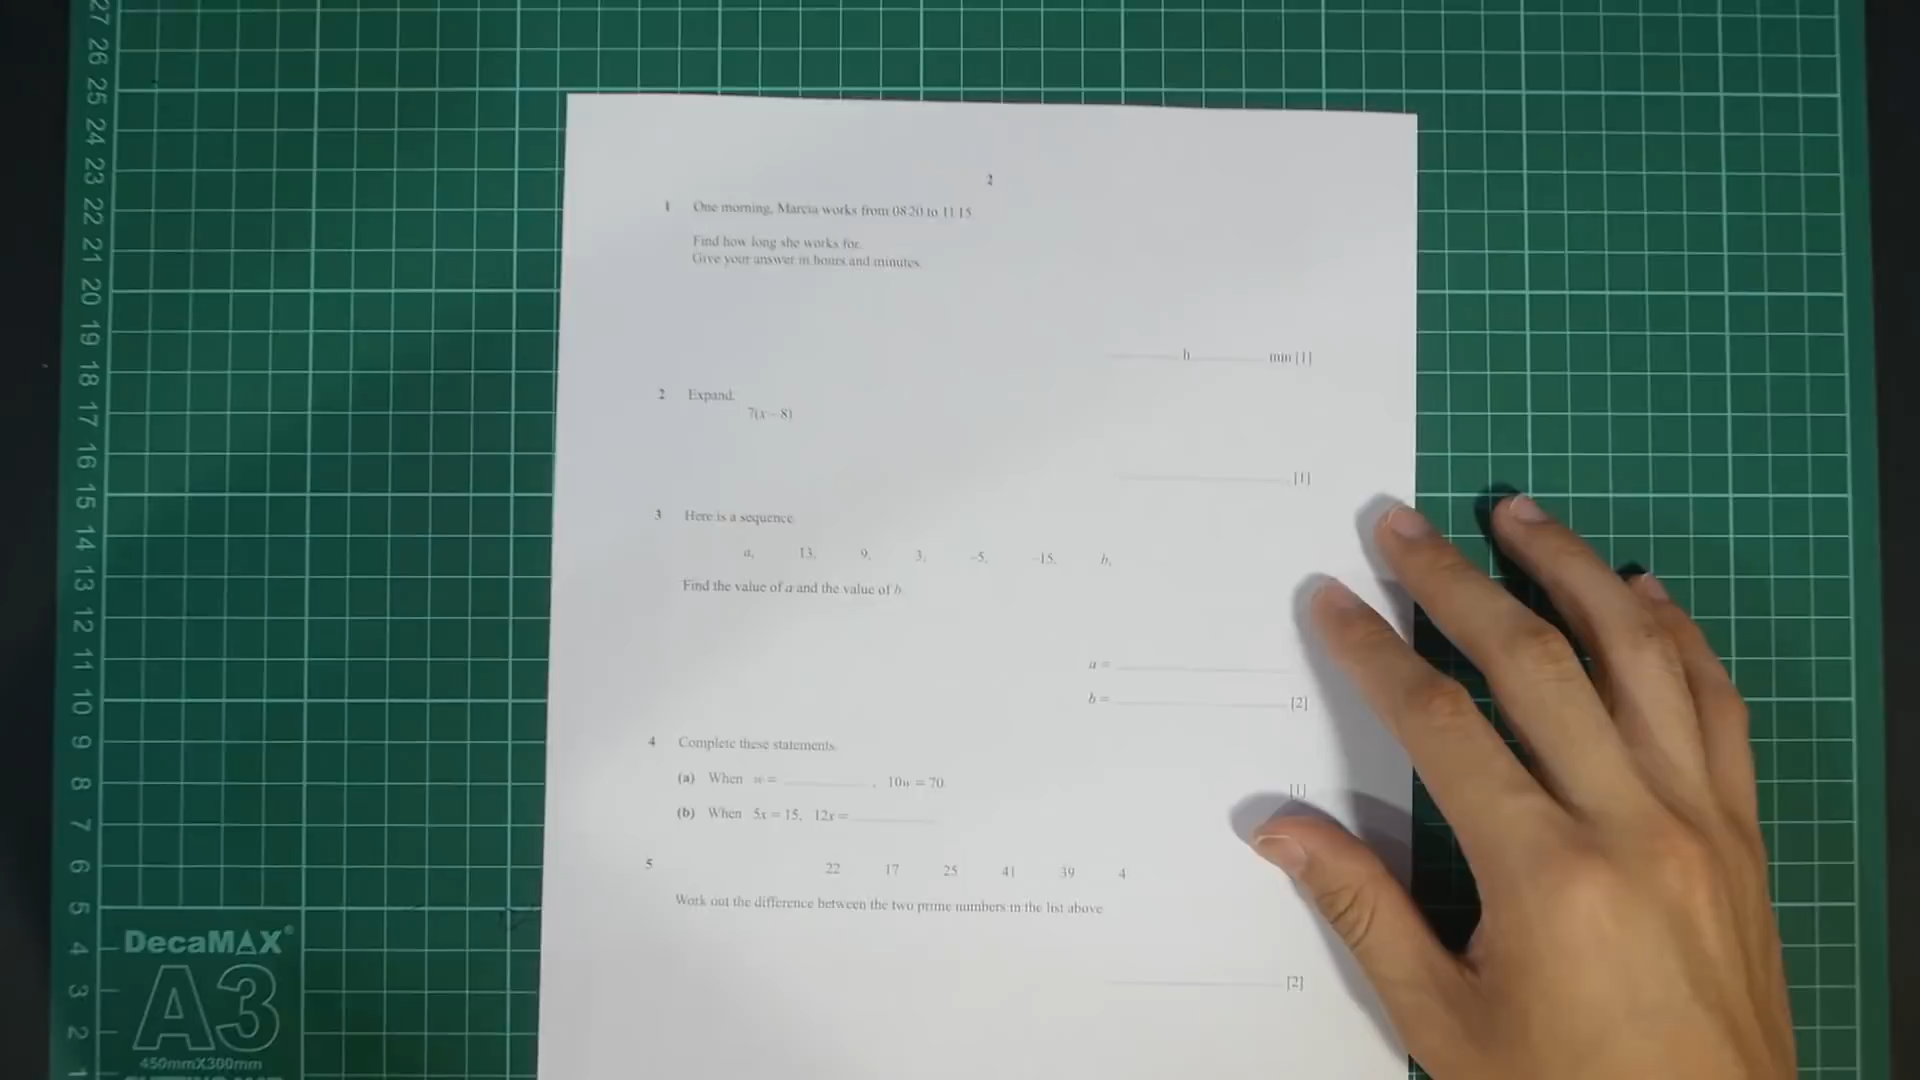 2
1 One morning, Marcia works from 08 20 to 11 15
Find how long she works for.
Give your answer in hours and minutes.
h min [1]
2 Expand.
7(x – 8)
[1]
3 Here is a sequence.
a, 13, 9, 3, –5, –15, b,
Find the value of a and the value of b.
a =
b = [2]
4 Complete these statements.
(a) When w = , 10w = 70
[1]
(b) When 5x = 15, 12x =
5 22 17 25 41 39 4
Work out the difference between the two prime numbers in the list above
[2]
27
26
25
24
23
22
21
20
19
18
17
16
15
14
13
12
11
10
9
8
7
6
5
4
3
2
1
DecaMAX®
A3
450mmX300mm